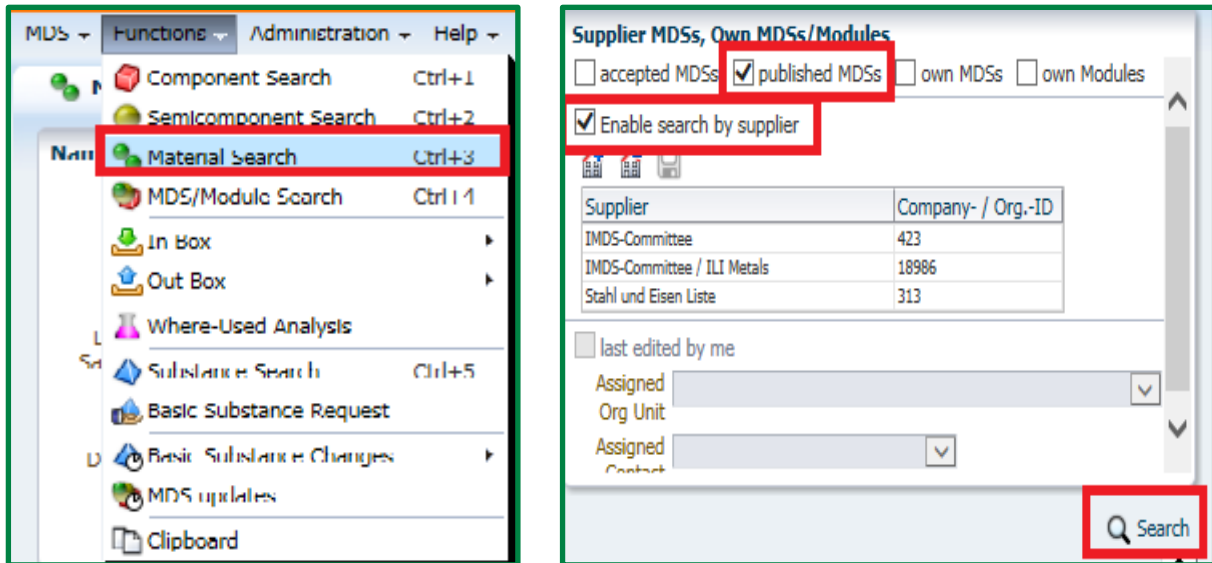 MDS Functions Administration Help
Component Search Ctrl+1
Semicomponent Search Ctrl+2
Material Search Ctrl+3
MDS/Module Search Ctrl+4
In Box
Out Box
Where-Used Analysis
Substance Search Ctrl+5
Basic Substance Request
Basic Substance Changes
MDS updates
Clipboard
Supplier MDSs, Own MDSs/Modules
accepted MDSs published MDSs own MDSs own Modules
Enable search by supplier
Supplier Company- / Org.-ID
IMDS-Committee 423
IMDS-Committee / ILI Metals 18986
Stahl und Eisen Liste 313
last edited by me
Assigned
Org Unit
Assigned
Contact
Search